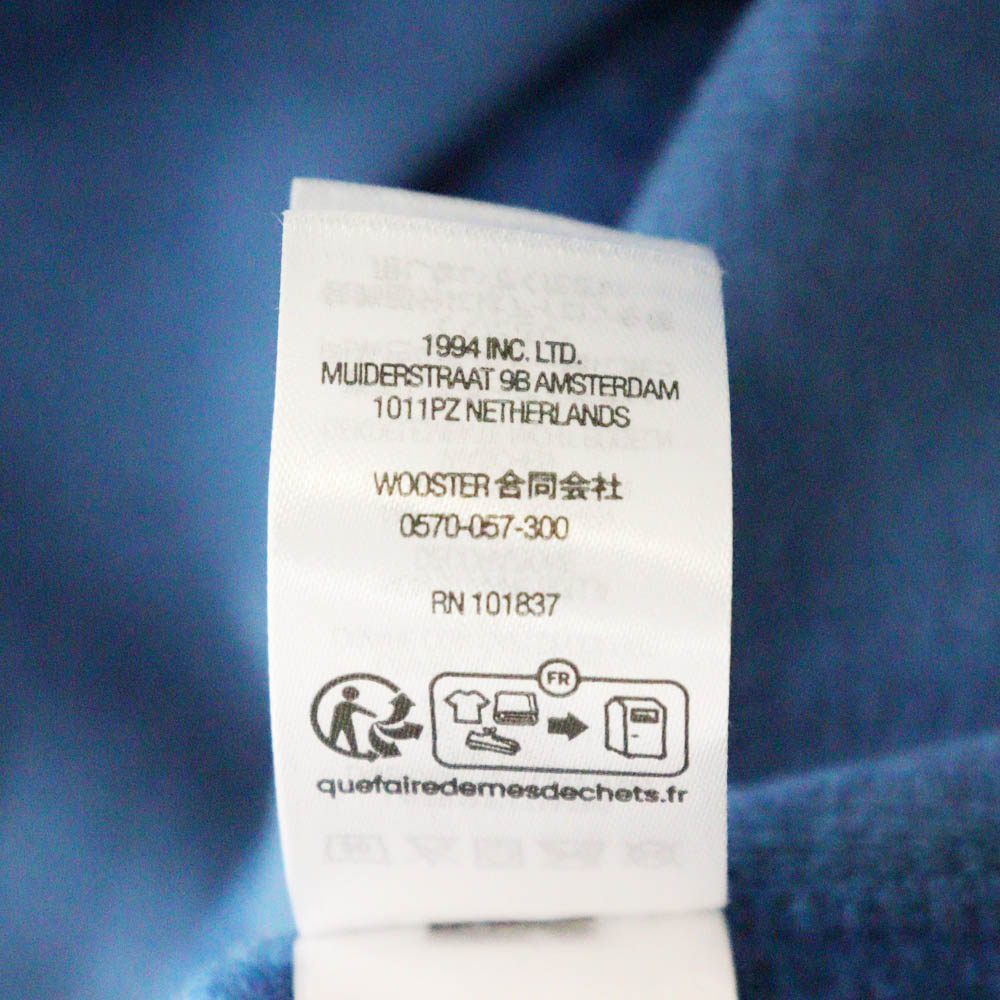 1994 INC. LTD.
MUIDERSTRAAT 9B AMSTERDAM
1011PZ NETHERLANDS
WOOSTER 合同会社
0570-057-300
RN 101837
FR
quefairedemesdechets.fr